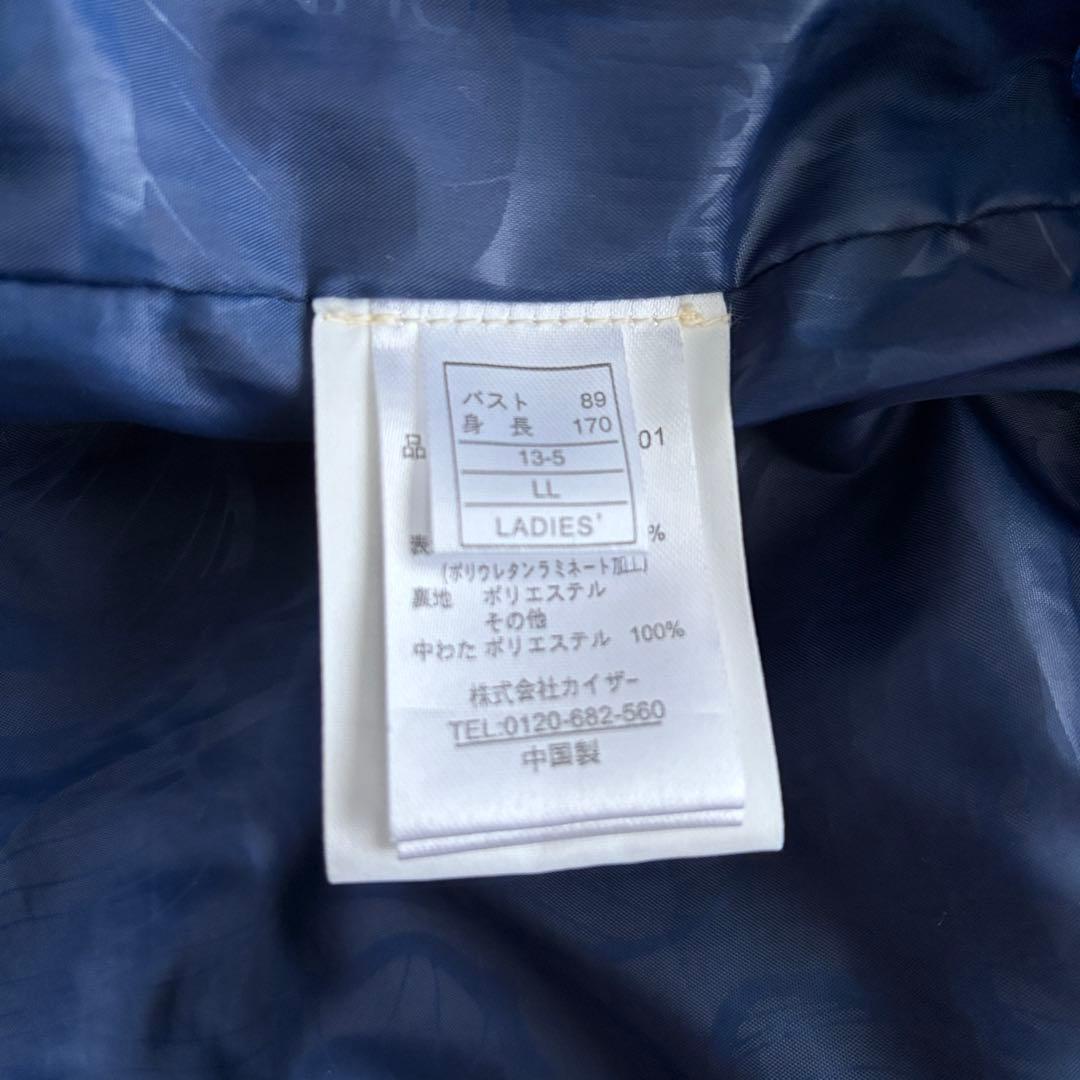 バスト 89
身長 170
13-5
LL
LADIES'
品 01
表 %
(ポリウレタンラミネート加工)
裏地 ポリエステル
その他
中わた ポリエステル 100%
株式会社カイザー
TEL:0120-682-560
中国製